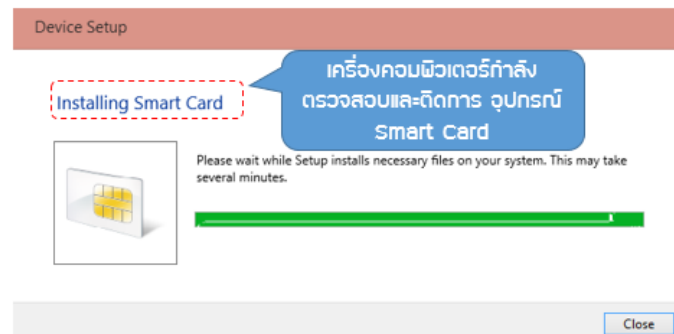 Device Setup
เครื่องคอมพิวเตอร์กำลัง
ตรวจสอบและติดการ อุปกรณ์
Smart Card
Installing Smart Card
Please wait while Setup installs necessary files on your system. This may take
several minutes.
Close